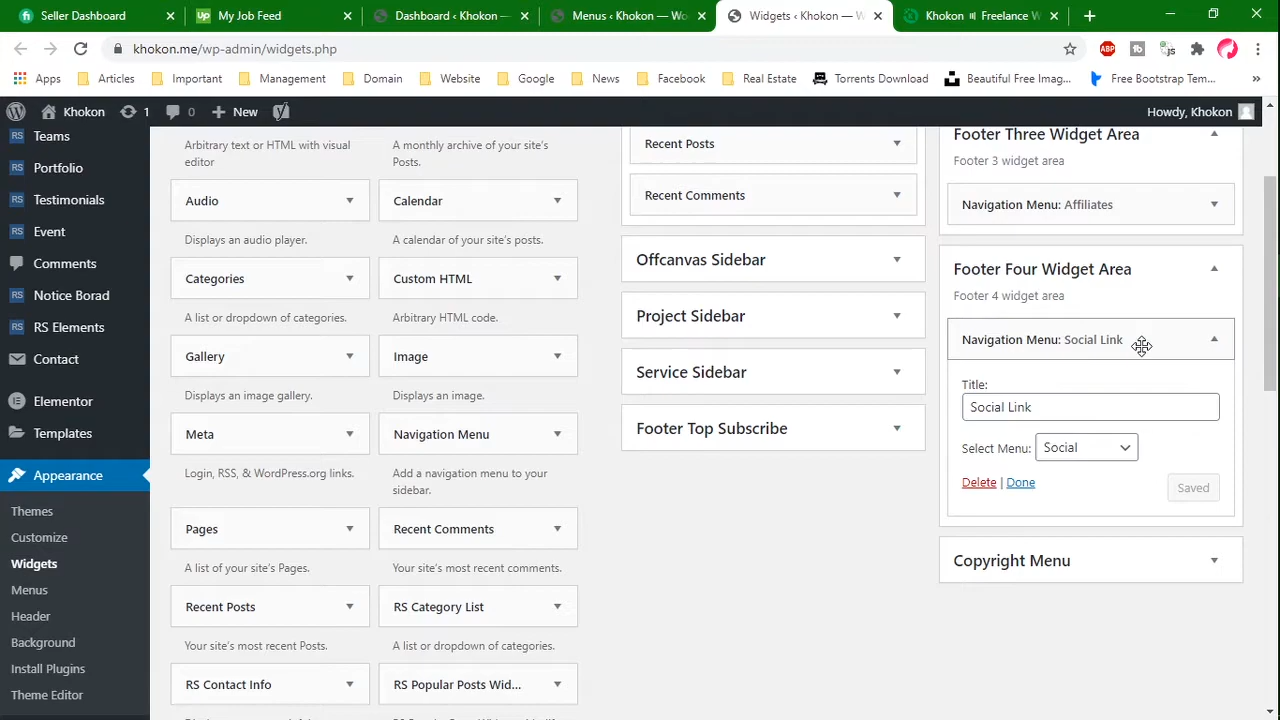 Seller Dashboard
My Job Feed
Dashboard ‹ Khokon —
Menus ‹ Khokon — Wo
Widgets ‹ Khokon — W
Khokon Freelance W
khokon.me/wp-admin/widgets.php
ABP
Apps
Articles
Important
Management
Domain
Website
Google
News
Facebook
Real Estate
Torrents Download
Beautiful Free Imag...
Free Bootstrap Tem...
»
Khokon
1
0
New
Howdy, Khokon
RS Teams
RS Portfolio
RS Testimonials
RS Event
Comments
RS Notice Borad
RS RS Elements
Contact
Elementor
Templates
Appearance
Themes
Customize
Widgets
Menus
Header
Background
Install Plugins
Theme Editor
Arbitrary text or HTML with visual
editor
Audio
Displays an audio player.
Categories
A list or dropdown of categories.
Gallery
Displays an image gallery.
Meta
Login, RSS, & WordPress.org links.
Pages
A list of your site's Pages.
Recent Posts
Your site's most recent Posts.
RS Contact Info
A monthly archive of your site's
Posts.
Calendar
A calendar of your site's posts.
Custom HTML
Arbitrary HTML code.
Image
Displays an image.
Navigation Menu
Add a navigation menu to your
sidebar.
Recent Comments
Your site's most recent comments.
RS Category List
A list or dropdown of categories.
RS Popular Posts Wid...
Recent Posts
Recent Comments
Offcanvas Sidebar
Project Sidebar
Service Sidebar
Footer Top Subscribe
Footer Three Widget Area
Footer 3 widget area
Navigation Menu: Affiliates
Footer Four Widget Area
Footer 4 widget area
Navigation Menu: Social Link
Title:
Social Link
Select Menu: Social
Delete | Done
Saved
Copyright Menu